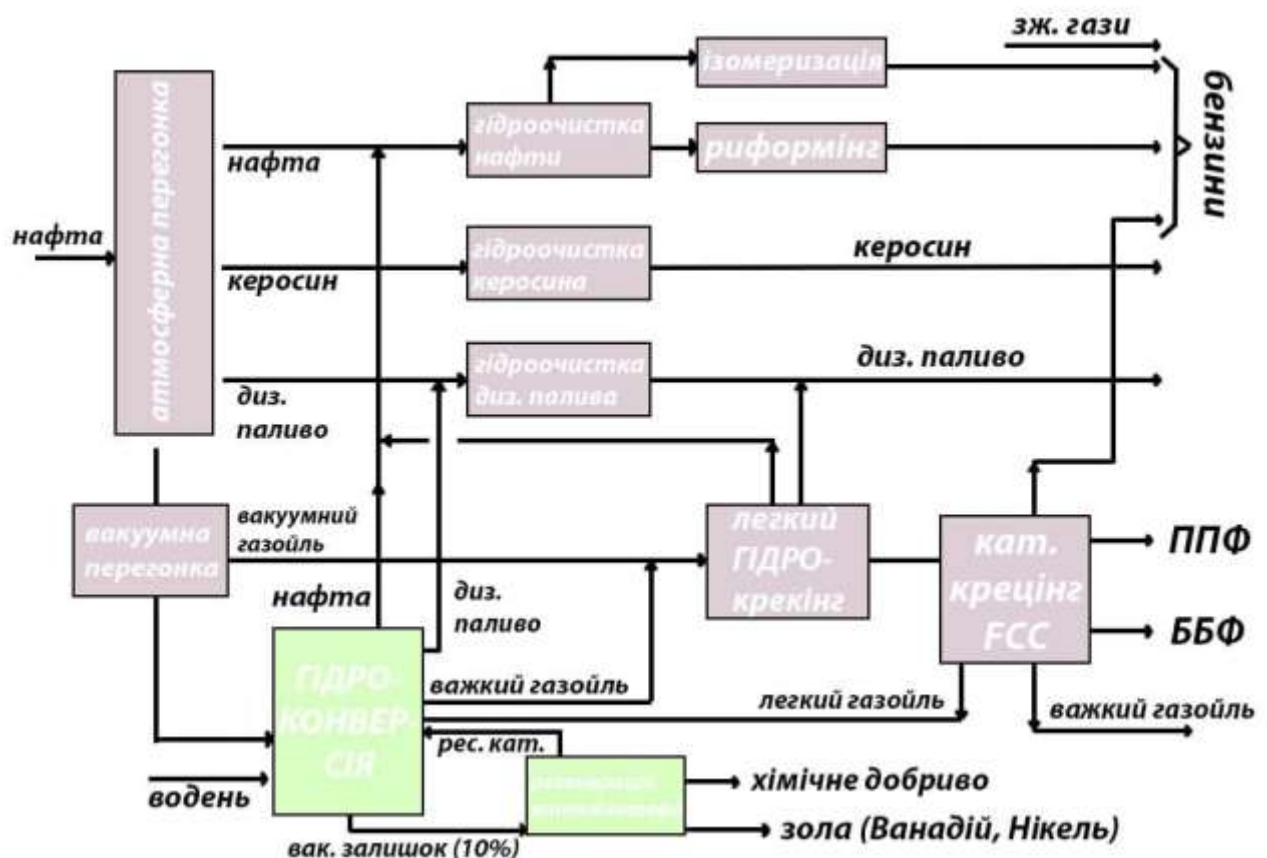 зж. гази
ізомеризація
бензини
атмосферна перегонка
гідроочистка
нафти
риформінг
нафта
нафта
гідроочистка
керосина
керосин
керосин
гідроочистка
диз. палива
диз. паливо
диз.
паливо
вакуумна
перегонка
вакуумний
газойль
легкий
ГІДРО-
крекінг
кат.
крецінг
FCC
ППФ
ББФ
нафта
диз.
паливо
ГІДРО-
КОНВЕР-
СІЯ
важкий газойль
легкий газойль
важкий газойль
рес. кат.
водень
хімічне добриво
зола (Ванадій, Нікель)
вак. залишок (10%)